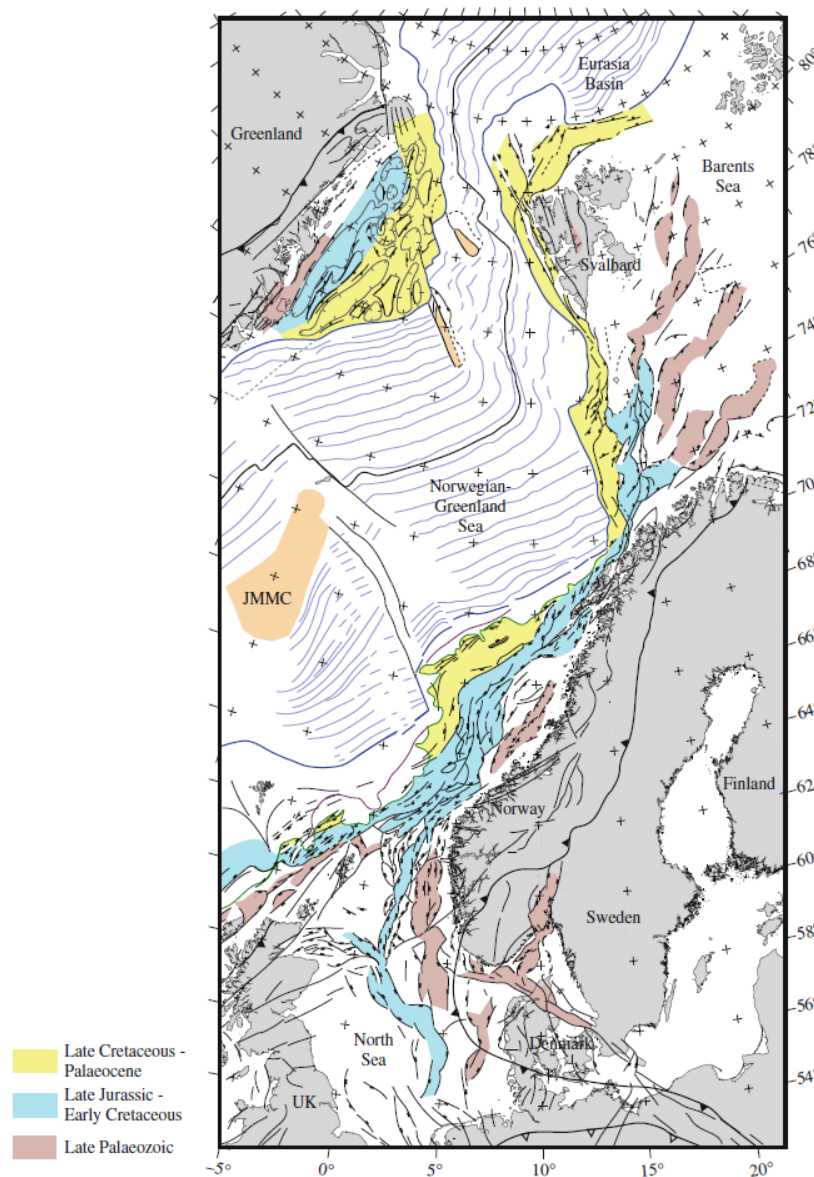 Eurasia
Basin
80°
Greenland
78°
Barents
Sea
76°
Svalbard
74°
72°
70°
Norwegian-
Greenland
Sea
68°
JMMC
66°
64°
Finland
62°
Norway
60°
Sweden
58°
56°
North
Sea
Denmark
54°
UK
Late Cretaceous -
Palaeocene
Late Jurassic -
Early Cretaceous
Late Palaeozoic
−5° 0° 5° 10° 15° 20°